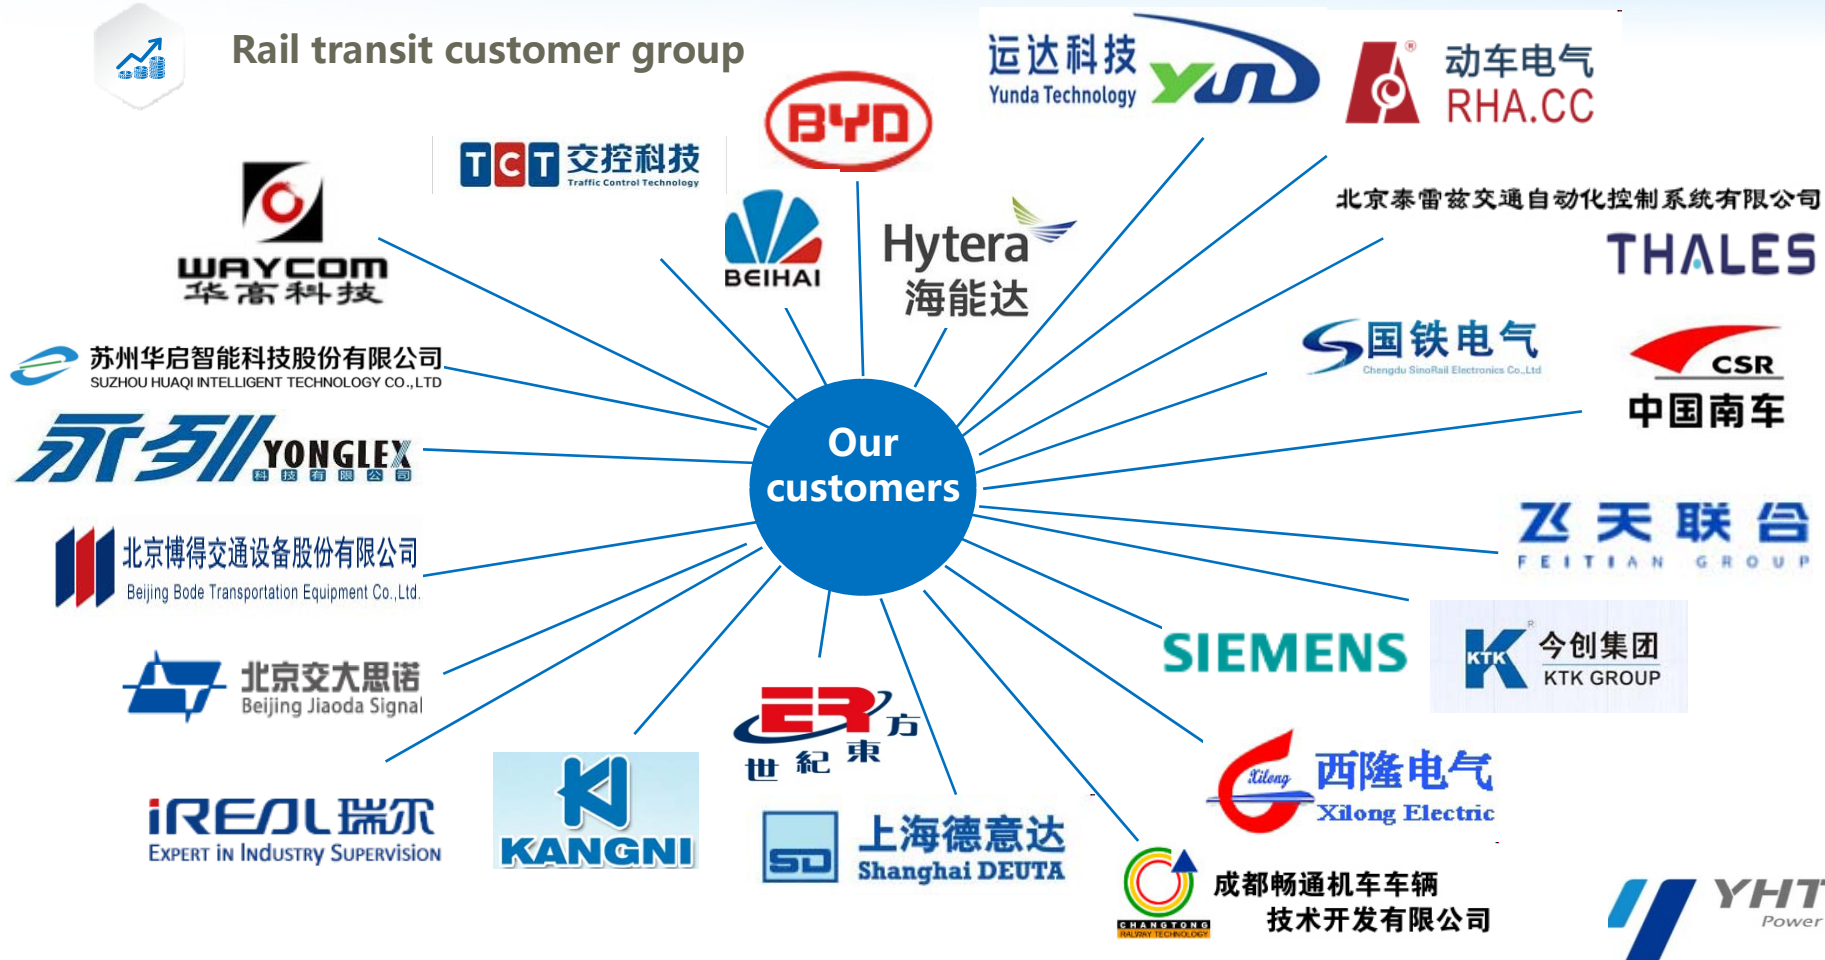 Rail transit customer group
运达科技
Yunda Technology
YUD
动车电气
RHA.CC
BYD
TCT 交控科技
Traffic Control Technology
WAYCOM
华高科技
BEIHAI
Hytera
海能达
北京泰雷兹交通自动化控制系统有限公司
THALES
苏州华启智能科技股份有限公司
SUZHOU HUAQI INTELLIGENT TECHNOLOGY CO.,LTD
国铁电气
Chengdu SinoRail Electronics Co.,Ltd
CSR
中国南车
永列 YONGLEX
科技有限公司
Our
customers
飞天联合
FEITIAN GROUP
北京博得交通设备股份有限公司
Beijing Bode Transportation Equipment Co.,Ltd.
SIEMENS
KTK
今创集团
KTK GROUP
北京交大思诺
Beijing Jiaoda Signal
ER
世紀東方
iREAL 瑞尔
EXPERT IN INDUSTRY SUPERVISION
KANGNI
SD
上海德意达
Shanghai DEUTA
Xilong
西隆电气
Xilong Electric
CHANGTONG
RAILWAY TECHNOLOGY
成都畅通机车车辆
技术开发有限公司
YHT
Power